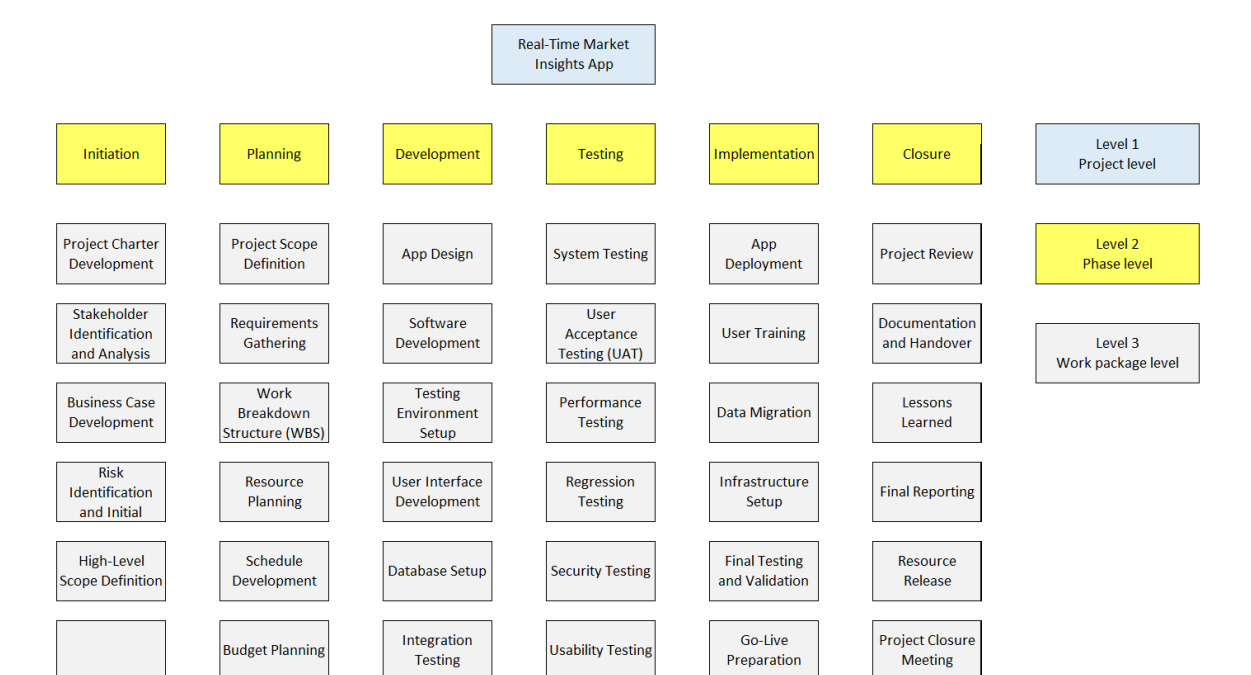 Real-Time Market
Insights App
Initiation
Planning
Development
Testing
Implementation
Closure
Level 1
Project level
Project Charter
Development
Project Scope
Definition
App Design
System Testing
App
Deployment
Project Review
Level 2
Phase level
Stakeholder
Identification
and Analysis
Requirements
Gathering
Software
Development
User
Acceptance
Testing (UAT)
User Training
Documentation
and Handover
Level 3
Work package level
Business Case
Development
Work
Breakdown
Structure (WBS)
Testing
Environment
Setup
Performance
Testing
Data Migration
Lessons
Learned
Risk
Identification
and Initial
Resource
Planning
User Interface
Development
Regression
Testing
Infrastructure
Setup
Final Reporting
High-Level
Scope Definition
Schedule
Development
Database Setup
Security Testing
Final Testing
and Validation
Resource
Release
Budget Planning
Integration
Testing
Usability Testing
Go-Live
Preparation
Project Closure
Meeting